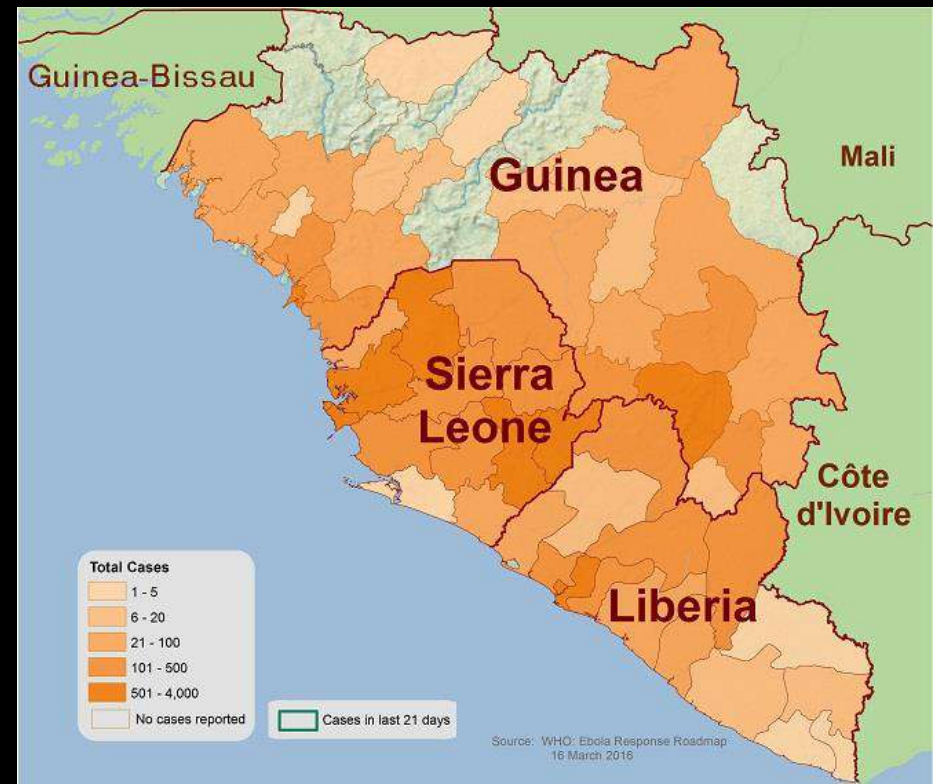 Guinea-Bissau
Guinea
Mali
Sierra
Leone
Côte
d'Ivoire
Liberia
Total Cases
1 - 5
6 - 20
21 - 100
101 - 500
501 - 4,000
No cases reported
Cases in last 21 days
Source: WHO: Ebola Response Roadmap
16 March 2016